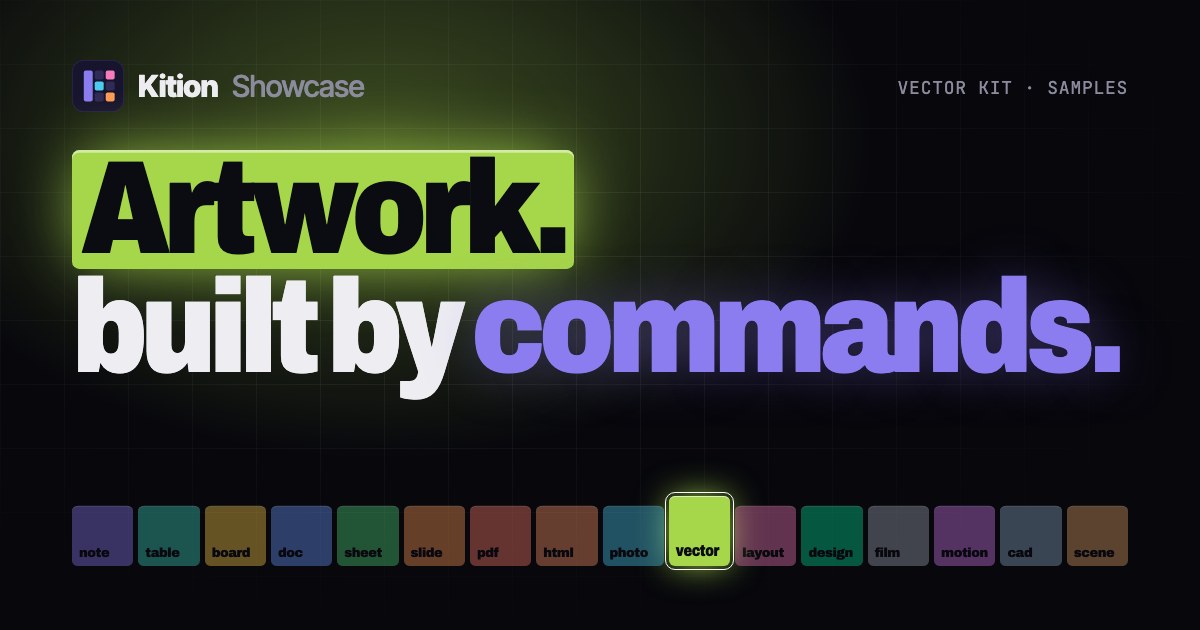 Kition Showcase
VECTOR KIT · SAMPLES
Artwork.
built by commands.
note table board doc sheet slide pdf html photo vector layout design film motion cad scene